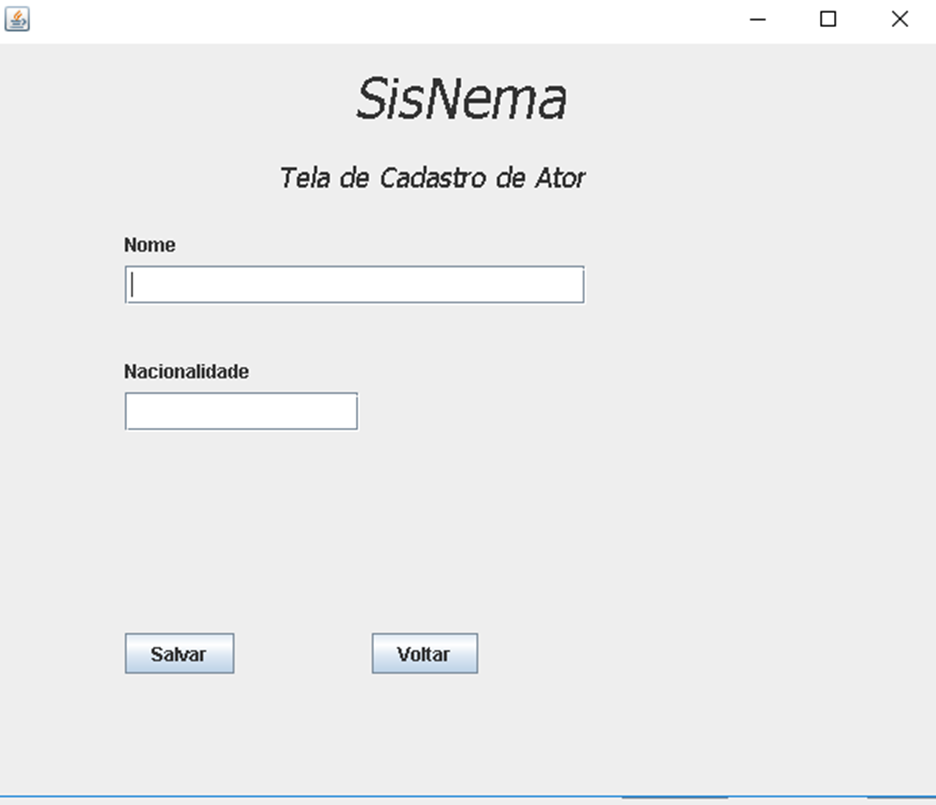 SisNema
Tela de Cadastro de Ator
Nome
Nacionalidade
Salvar
Voltar